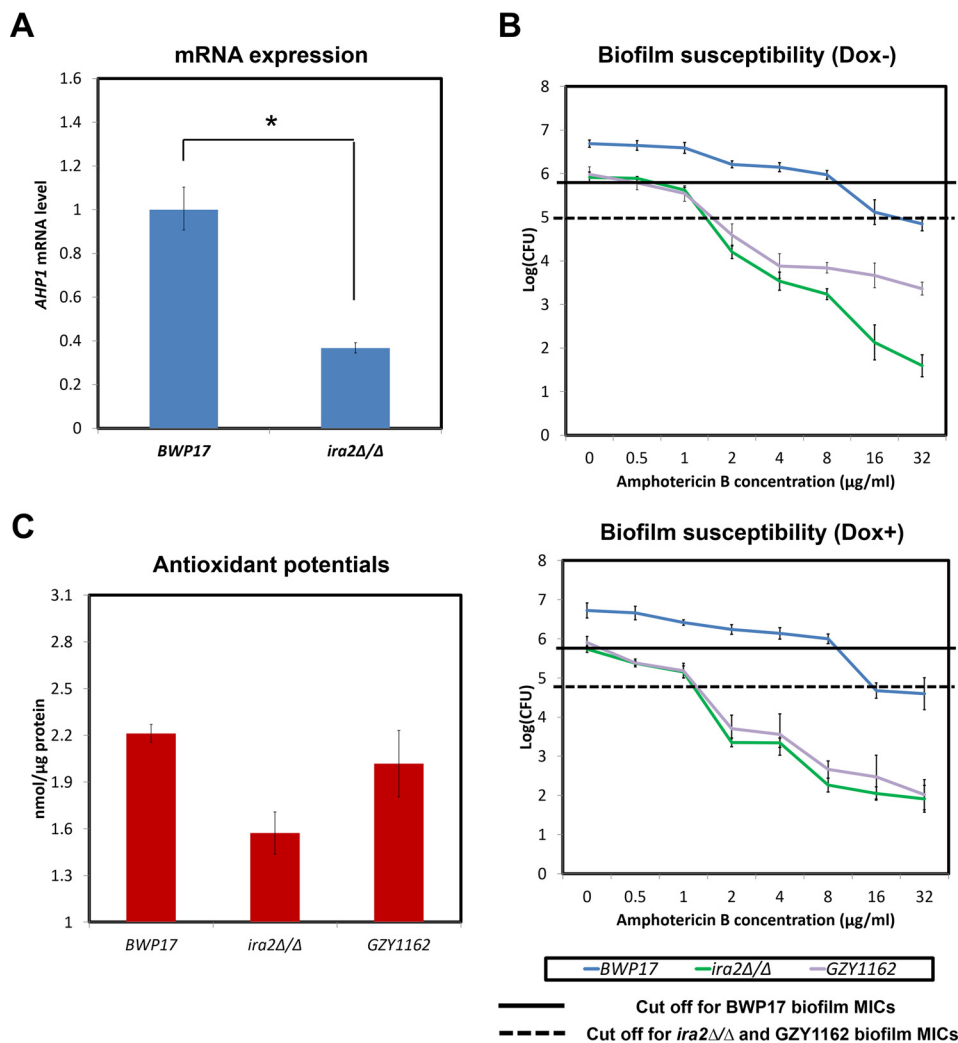 A
mRNA expression
AHP1 mRNA level
1.6
1.4
1.2
1
0.8
0.6
0.4
0.2
0
*
BWP17
ira2Δ/Δ
B
Biofilm susceptibility (Dox-)
Log(CFU)
8
7
6
5
4
3
2
1
0
0 0.5 1 2 4 8 16 32
Amphotericin B concentration (µg/ml)
C
Antioxidant potentials
nmol/µg protein
3.1
2.8
2.5
2.2
1.9
1.6
1.3
1
BWP17
ira2Δ/Δ
GZY1162
Biofilm susceptibility (Dox+)
Log(CFU)
8
7
6
5
4
3
2
1
0
0 0.5 1 2 4 8 16 32
Amphotericin B concentration (µg/ml)
BWP17 ira2Δ/Δ GZY1162
Cut off for BWP17 biofilm MICs
Cut off for ira2Δ/Δ and GZY1162 biofilm MICs